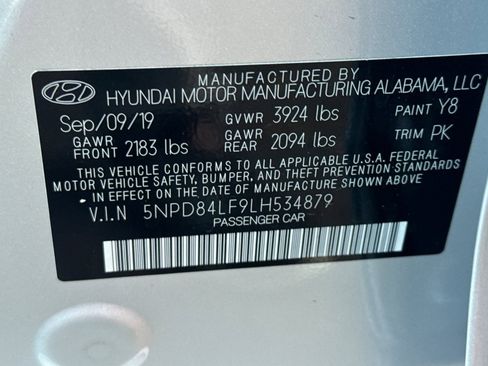 MANUFACTURED BY
HYUNDAI MOTOR MANUFACTURING ALABAMA, LLC
Sep/09/19 GVWR 3924 lbs PAINT Y8
GAWR FRONT 2183 lbs GAWR REAR 2094 lbs TRIM PK
THIS VEHICLE CONFORMS TO ALL APPLICABLE U.S.A. FEDERAL
MOTOR VEHICLE SAFETY, BUMPER, AND THEFT PREVENTION STANDARDS
IN EFFECT ON THE DATE OF MANUFACTURE SHOWN ABOVE.
V.I.N 5NPD84LF9LH534879
PASSENGER CAR